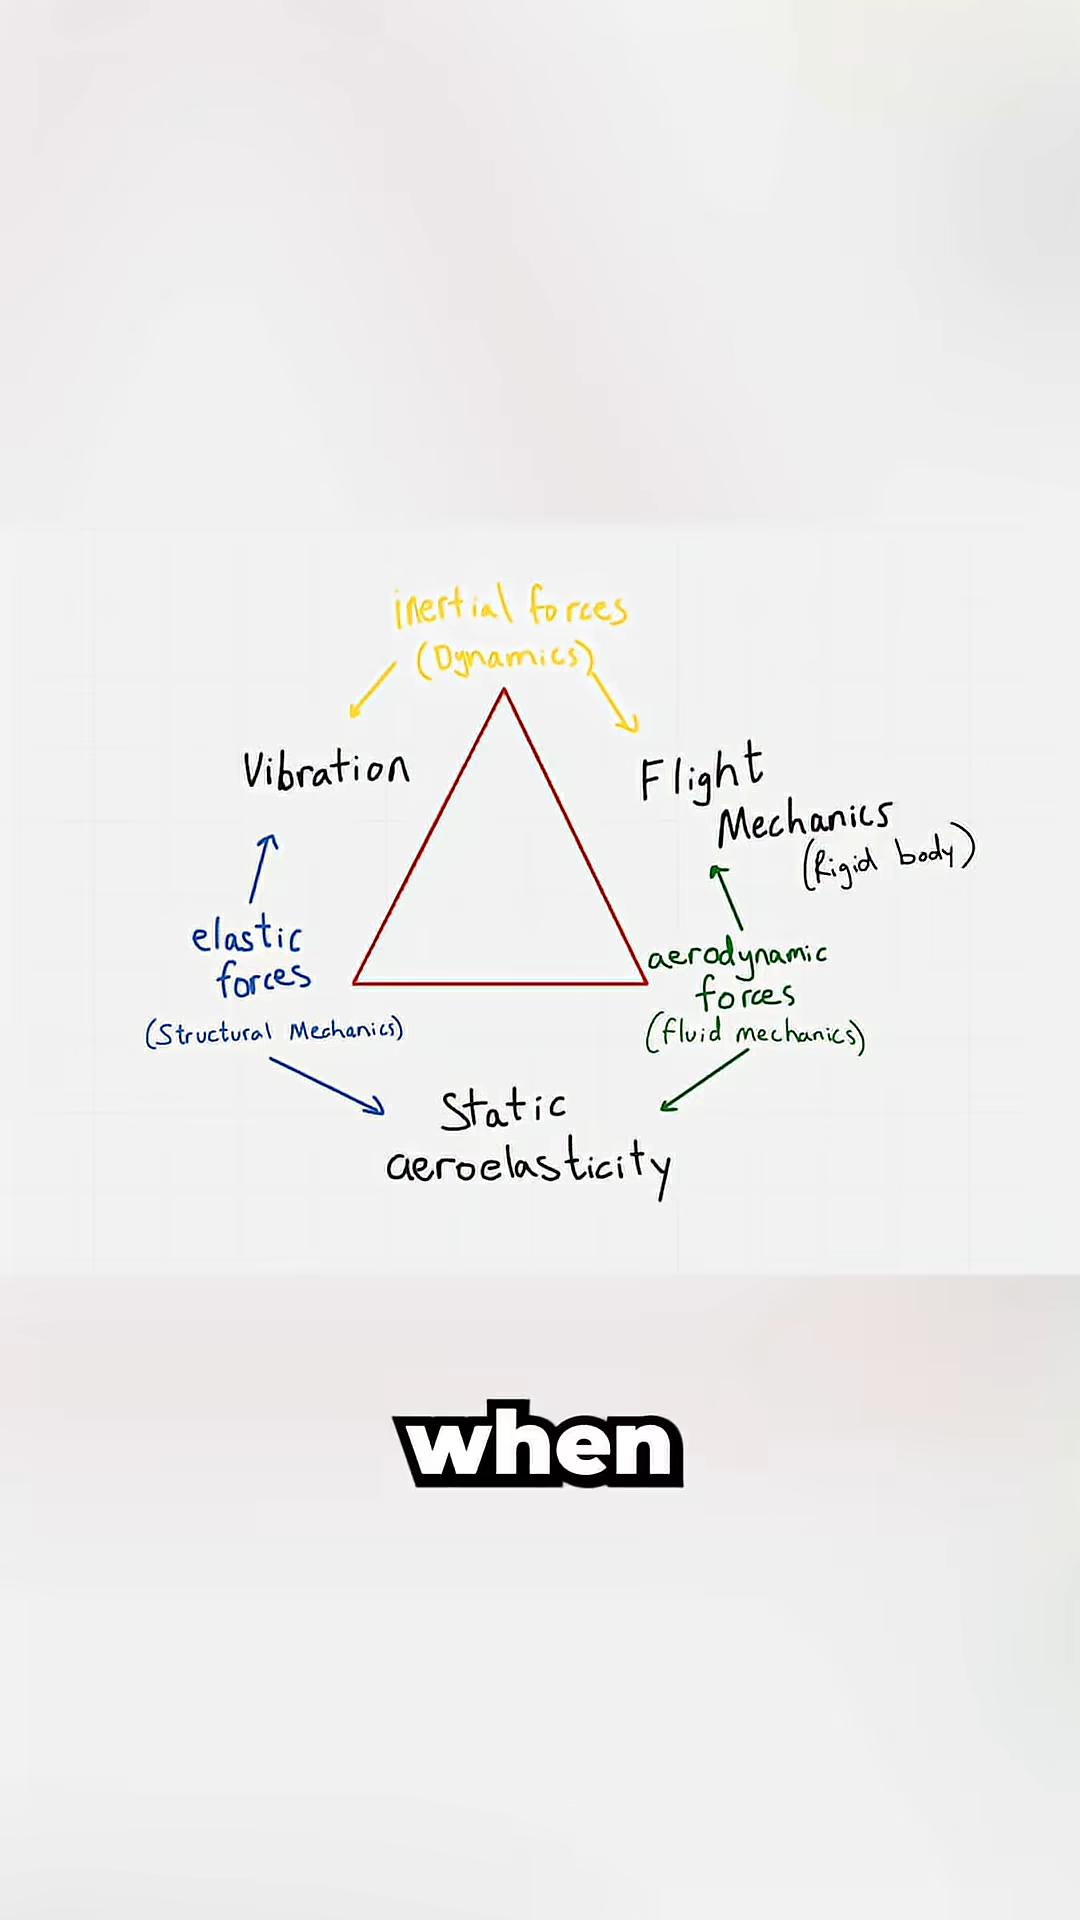 inertial forces
(Dynamics)
Vibration
Flight
Mechanics
(Rigid body)
elastic
forces
(Structural Mechanics)
aerodynamic
forces
(fluid mechanics)
Static
aeroelasticity
when